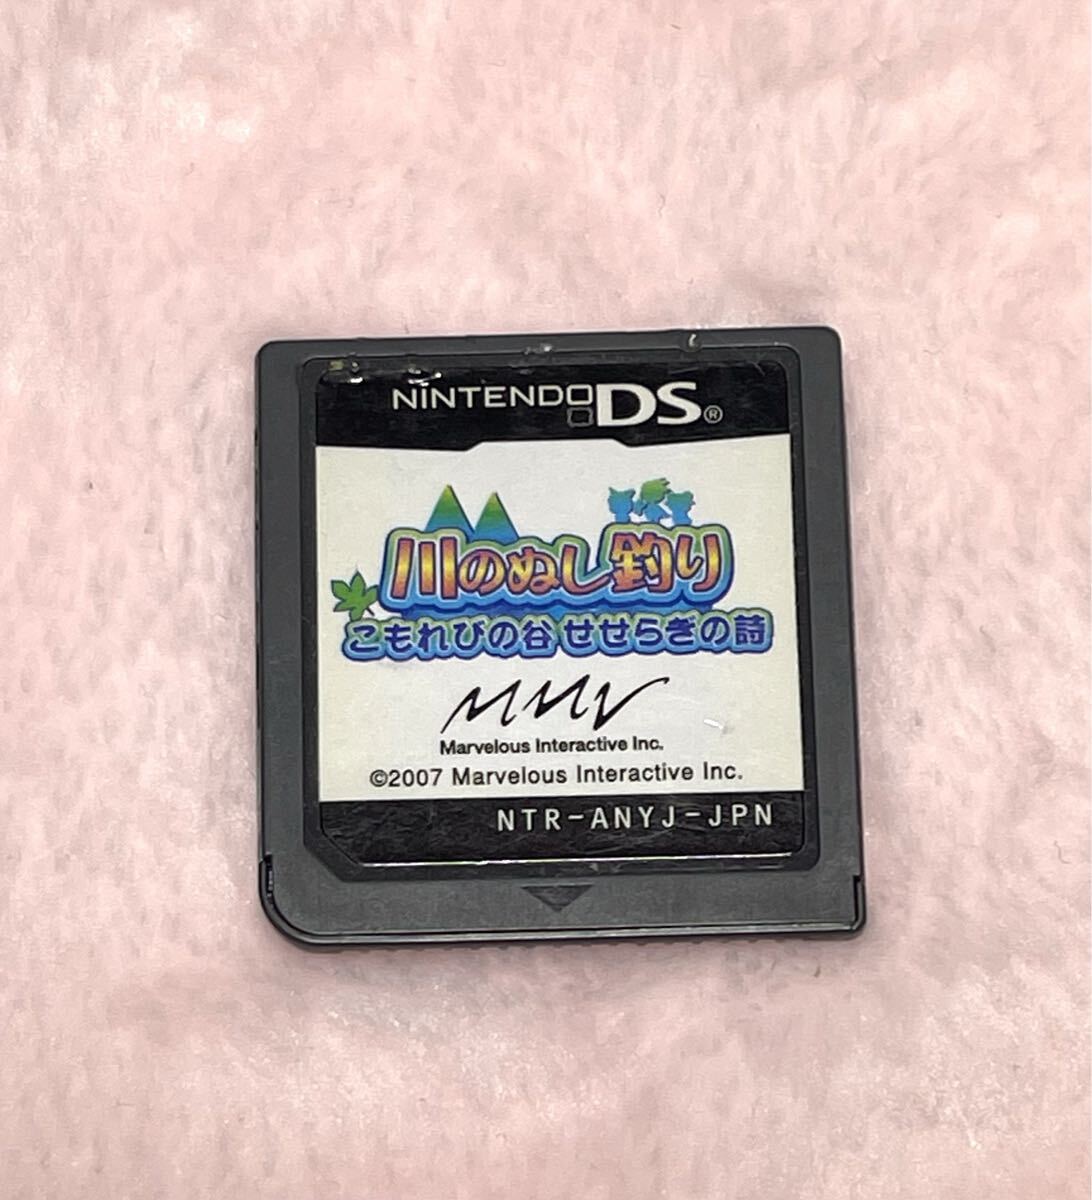 NINTENDO DS®
川のぬし釣り
こもれびの谷 せせらぎの詩
MMV
Marvelous Interactive Inc.
©2007 Marvelous Interactive Inc.
NTR-ANYJ-JPN